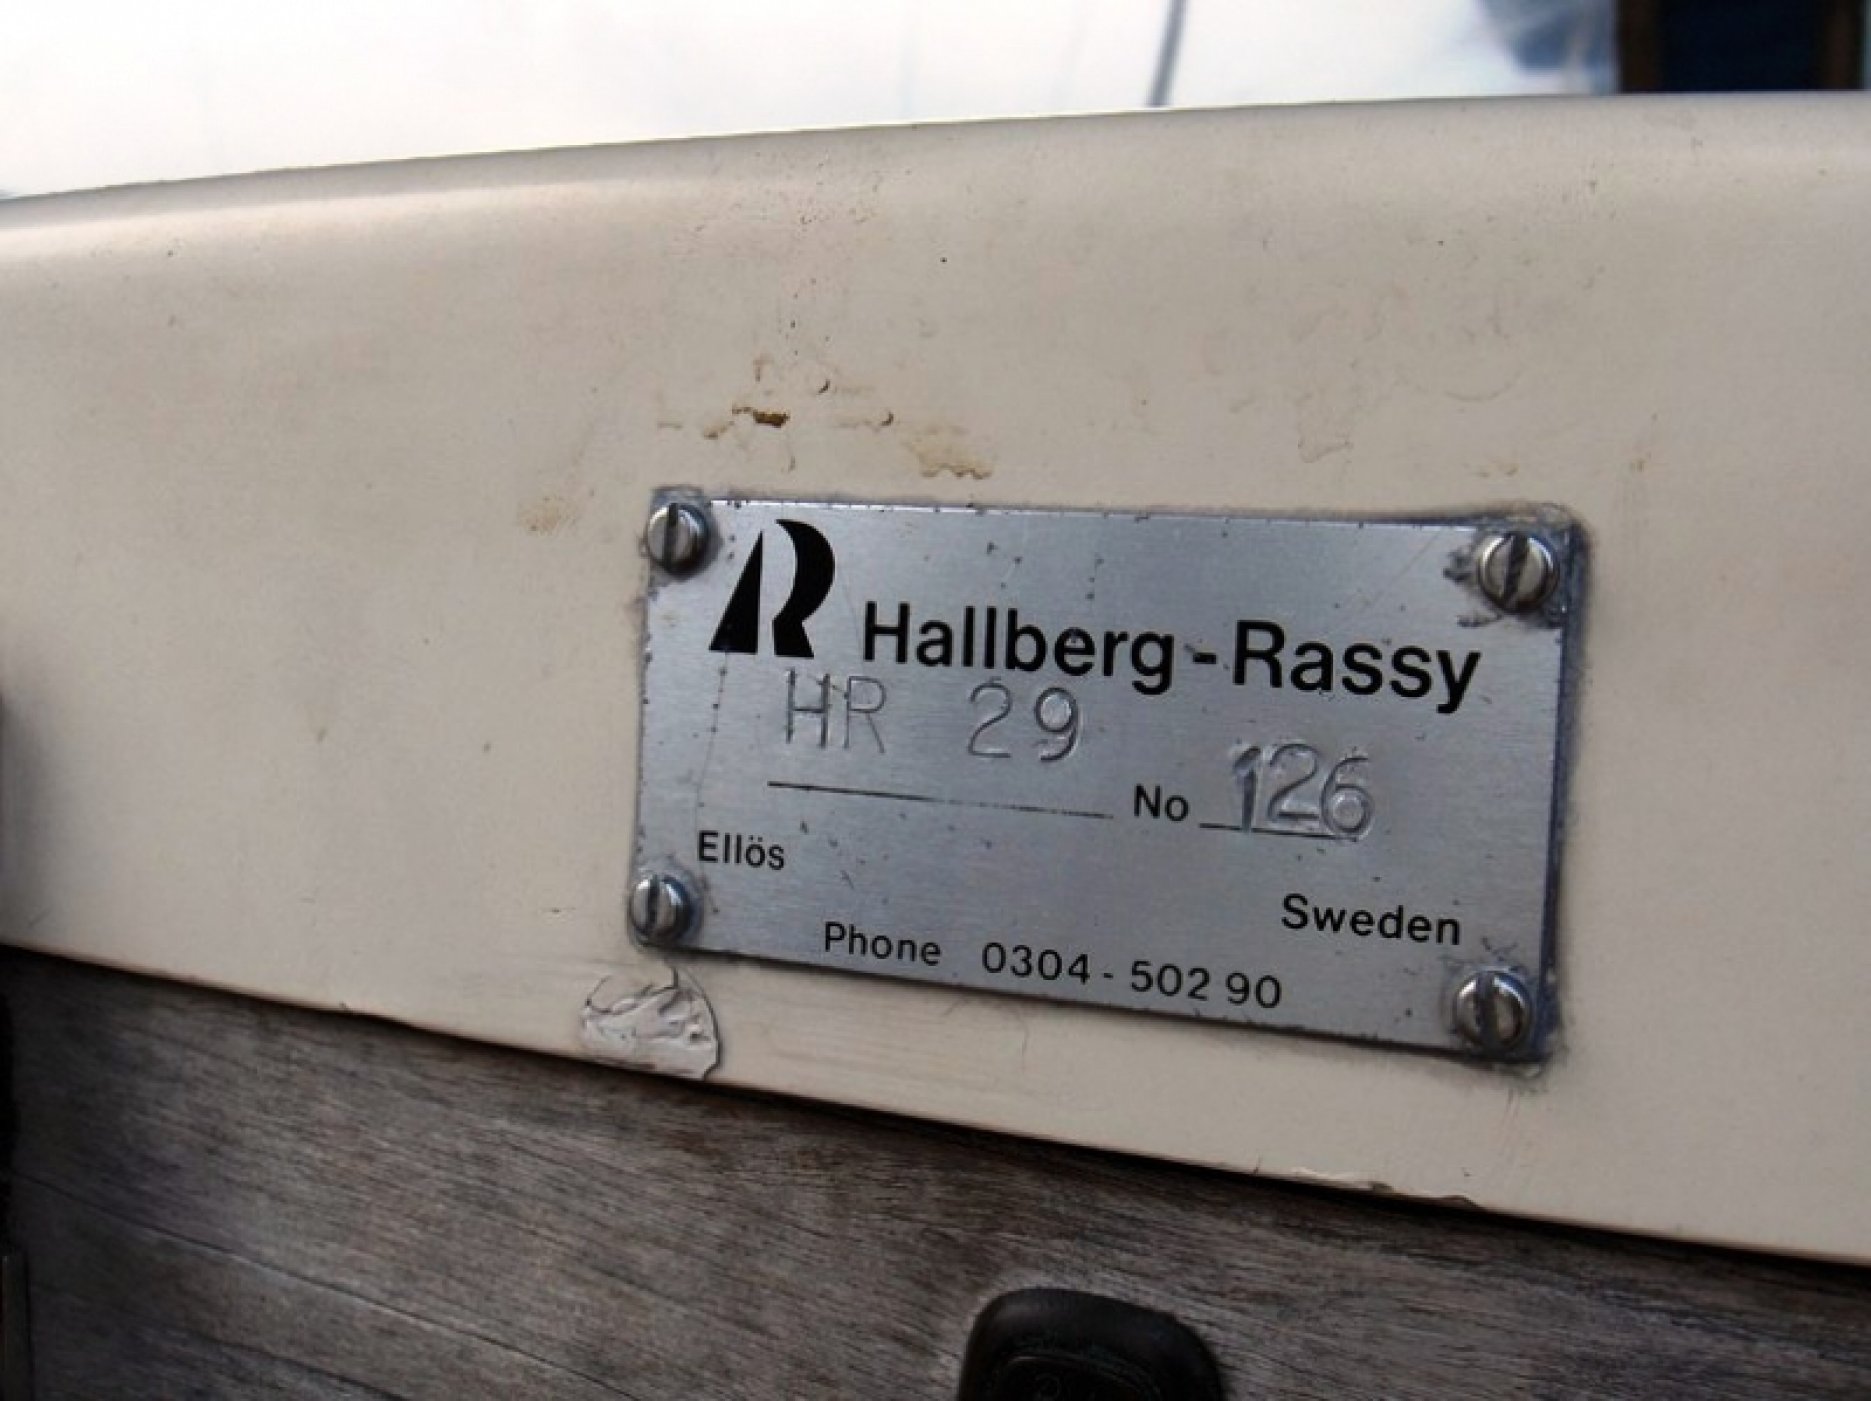 R Hallberg-Rassy
HR 29 No 126
Ellös
Sweden
Phone 0304-502 90